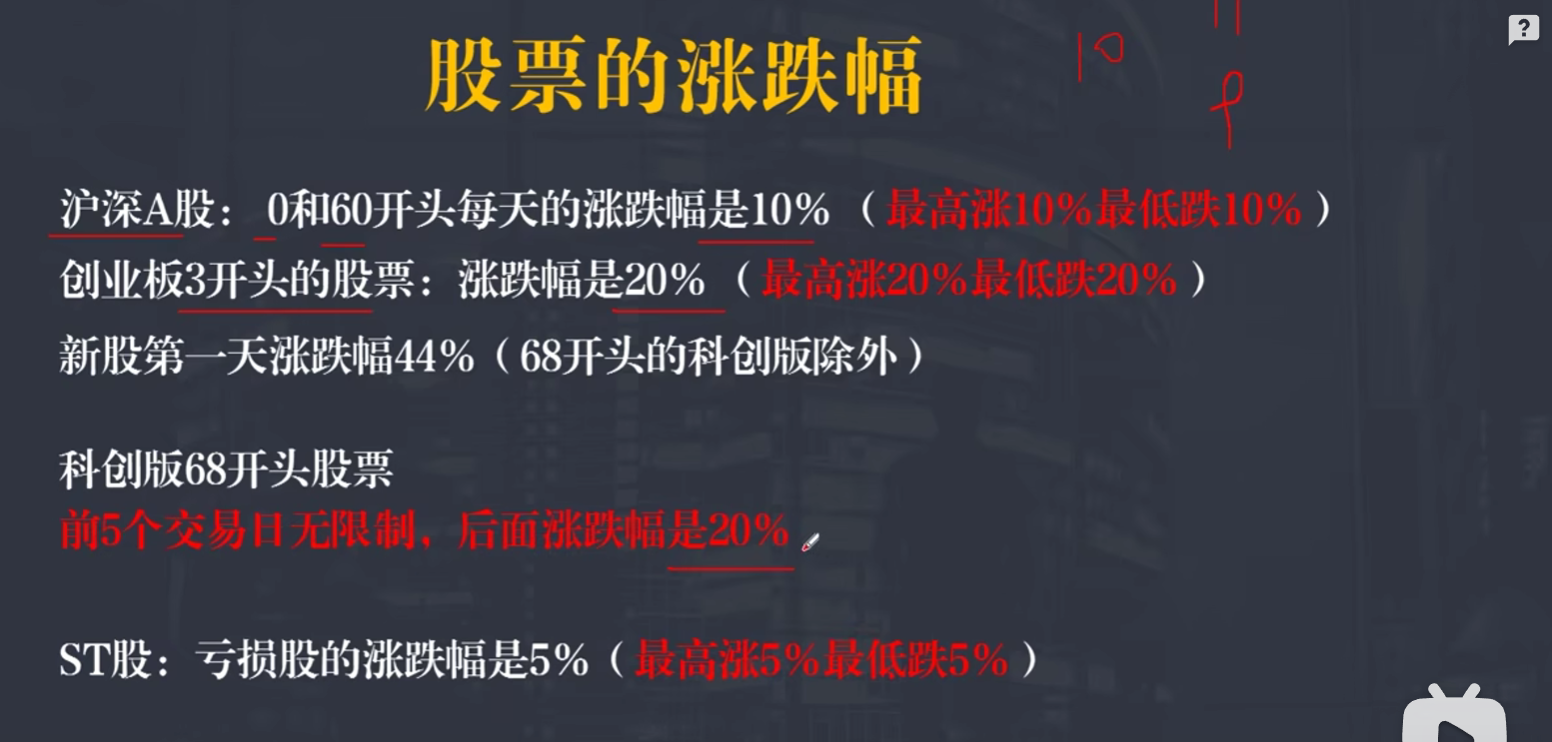 股票的涨跌幅
10
11
9
沪深A股：0和60开头每天的涨跌幅是10%（最高涨10%最低跌10%）
创业板3开头的股票：涨跌幅是20%（最高涨20%最低跌20%）
新股第一天涨跌幅44%（68开头的科创版除外）
科创版68开头股票
前5个交易日无限制，后面涨跌幅是20%
ST股：亏损股的涨跌幅是5%（最高涨5%最低跌5%）
?